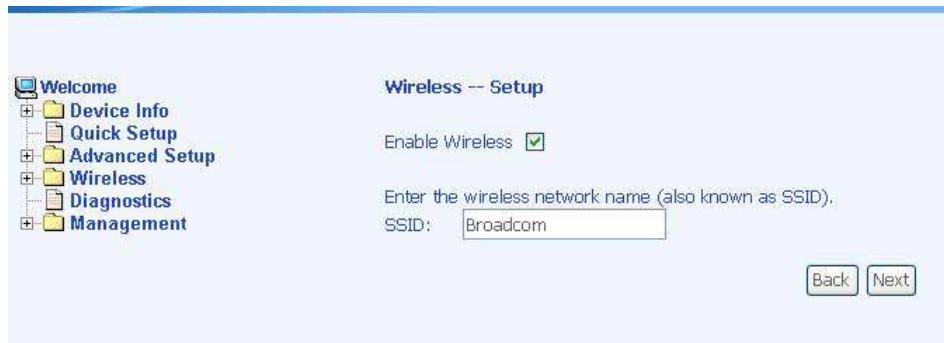 Welcome
Device Info
Quick Setup
Advanced Setup
Wireless
Diagnostics
Management
Wireless -- Setup
Enable Wireless
Enter the wireless network name (also known as SSID).
SSID: Broadcom
Back Next